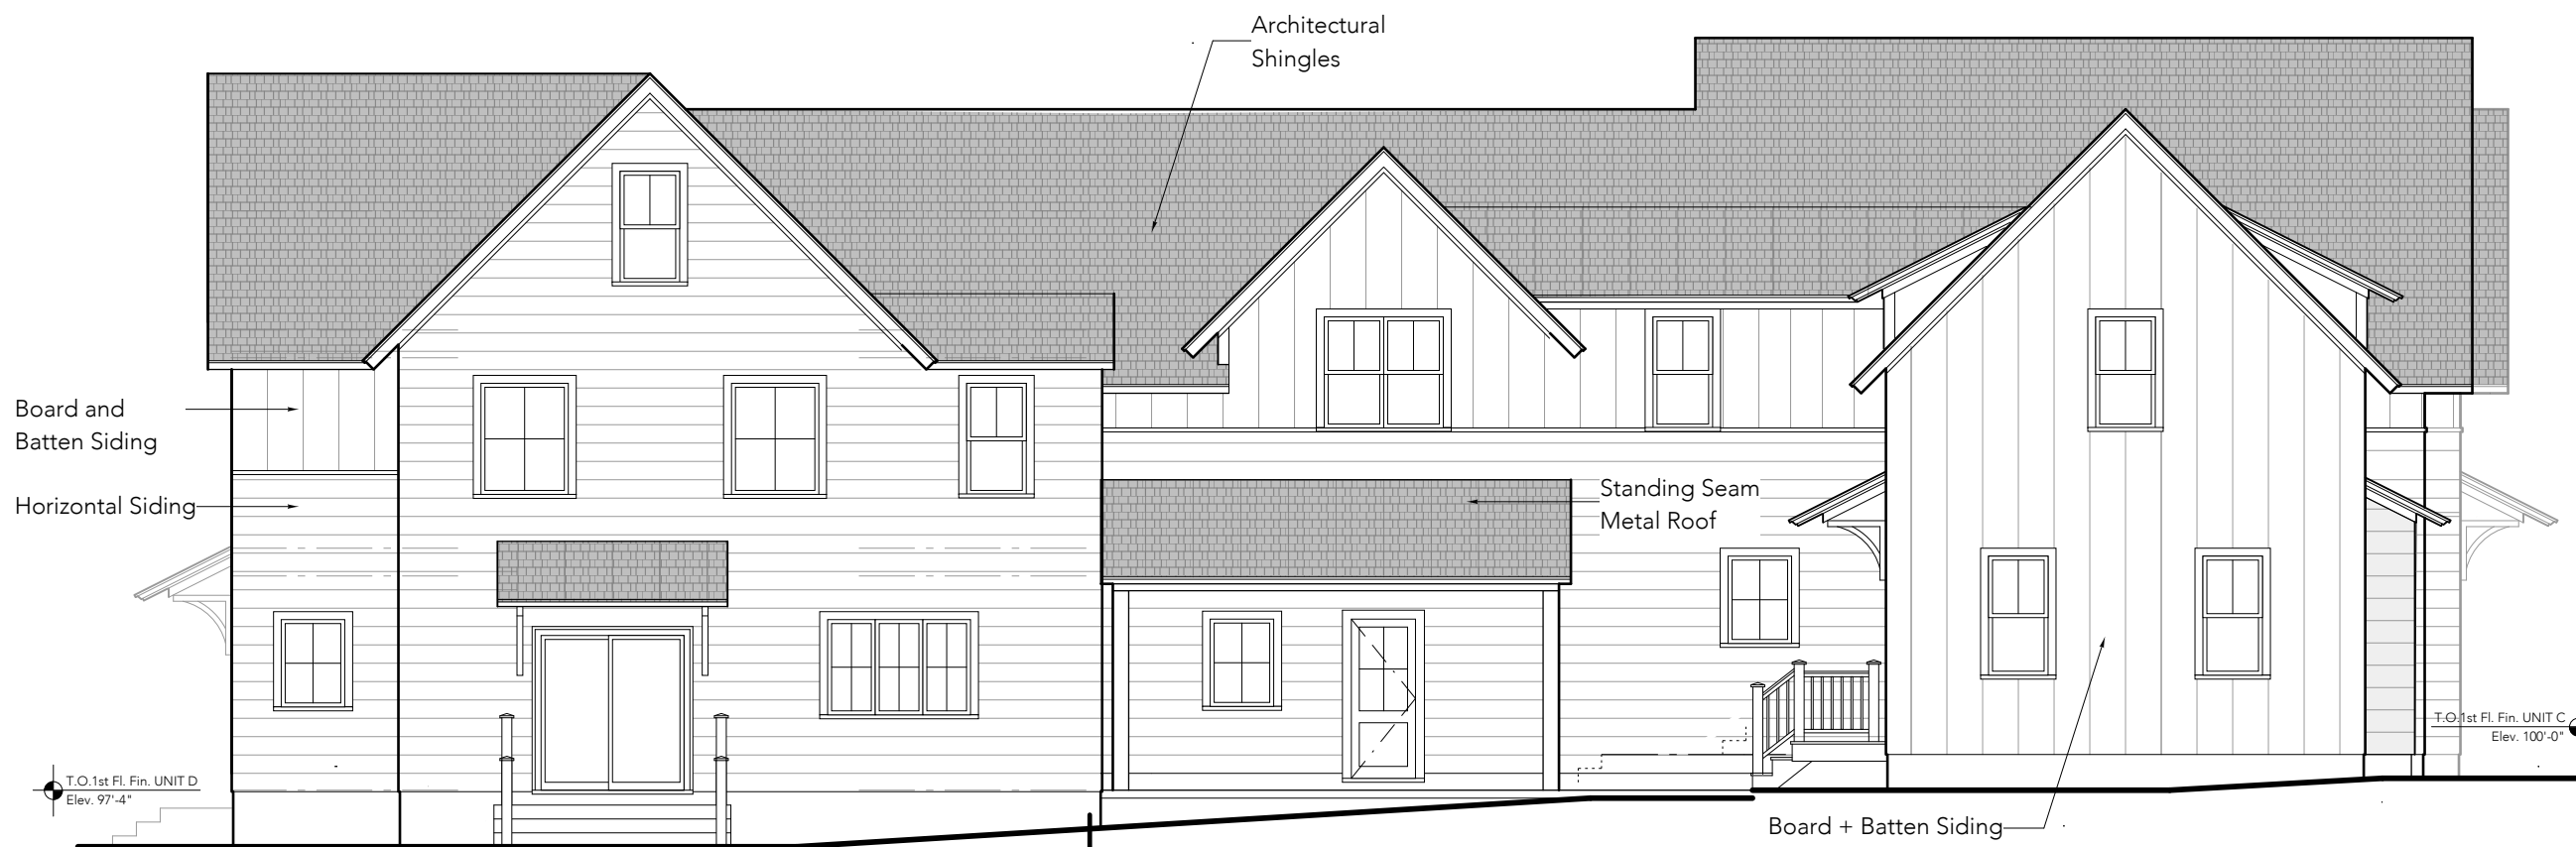 Architectural
Shingles
Board and
Batten Siding
Horizontal Siding
Standing Seam
Metal Roof
T.O.1st Fl. Fin. UNIT C
Elev. 100'-0"
T.O.1st Fl. Fin. UNIT D
Elev. 97'-4"
Board + Batten Siding